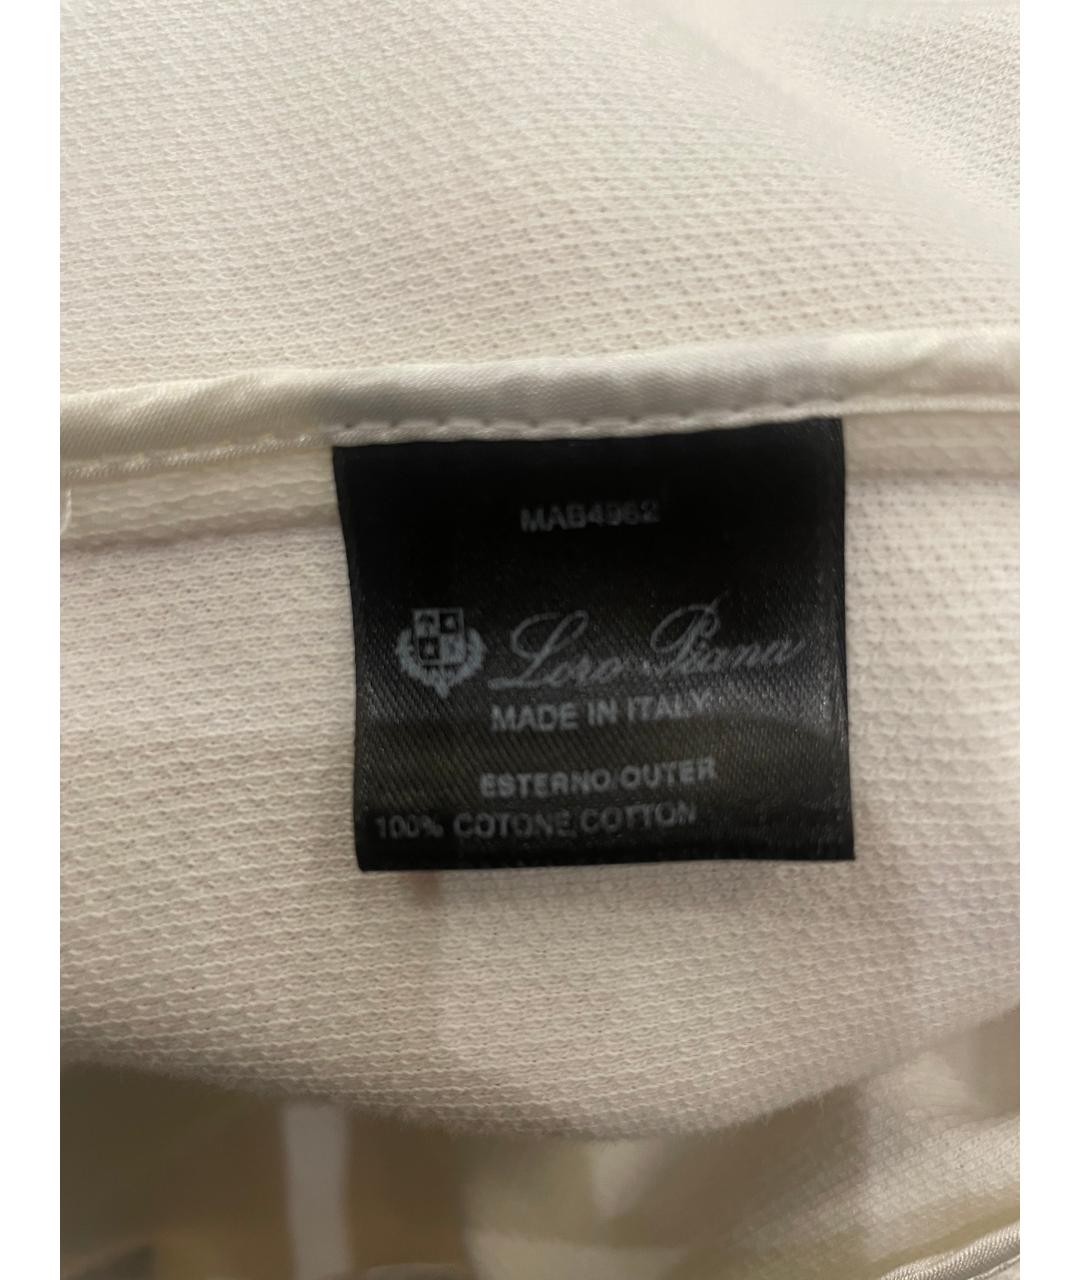 MAB4962
Loro Piana
MADE IN ITALY
ESTERNO/OUTER
100% COTONE/COTTON